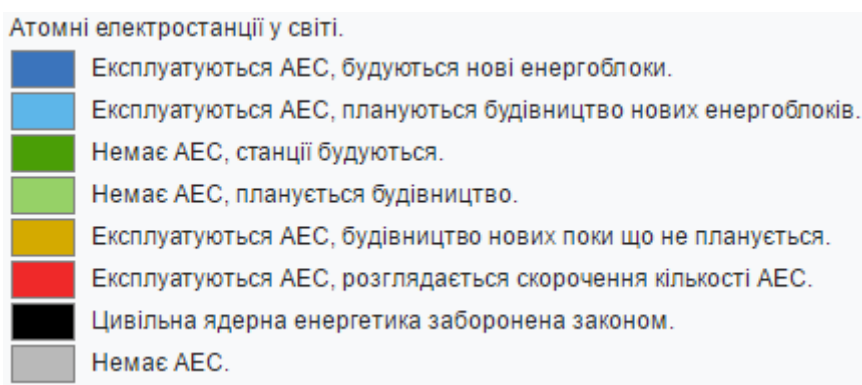 Атомні електростанції у світі.
Експлуатуються АЕС, будуються нові енергоблоки.
Експлуатуються АЕС, плануються будівництво нових енергоблоків.
Немає АЕС, станції будуються.
Немає АЕС, планується будівництво.
Експлуатуються АЕС, будівництво нових поки що не планується.
Експлуатуються АЕС, розглядається скорочення кількості АЕС.
Цивільна ядерна енергетика заборонена законом.
Немає АЕС.